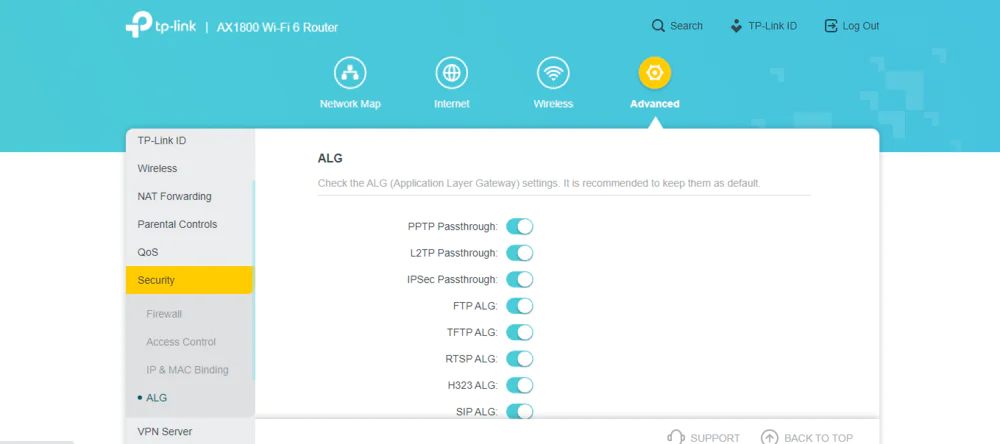 tp-link | AX1800 Wi-Fi 6 Router
Search TP-Link ID Log Out
Network Map Internet Wireless Advanced
TP-Link ID
Wireless
NAT Forwarding
Parental Controls
QoS
Security
Firewall
Access Control
IP & MAC Binding
ALG
VPN Server
ALG
Check the ALG (Application Layer Gateway) settings. It is recommended to keep them as default.
PPTP Passthrough:
L2TP Passthrough:
IPSec Passthrough:
FTP ALG:
TFTP ALG:
RTSP ALG:
H323 ALG:
SIP ALG:
SUPPORT BACK TO TOP